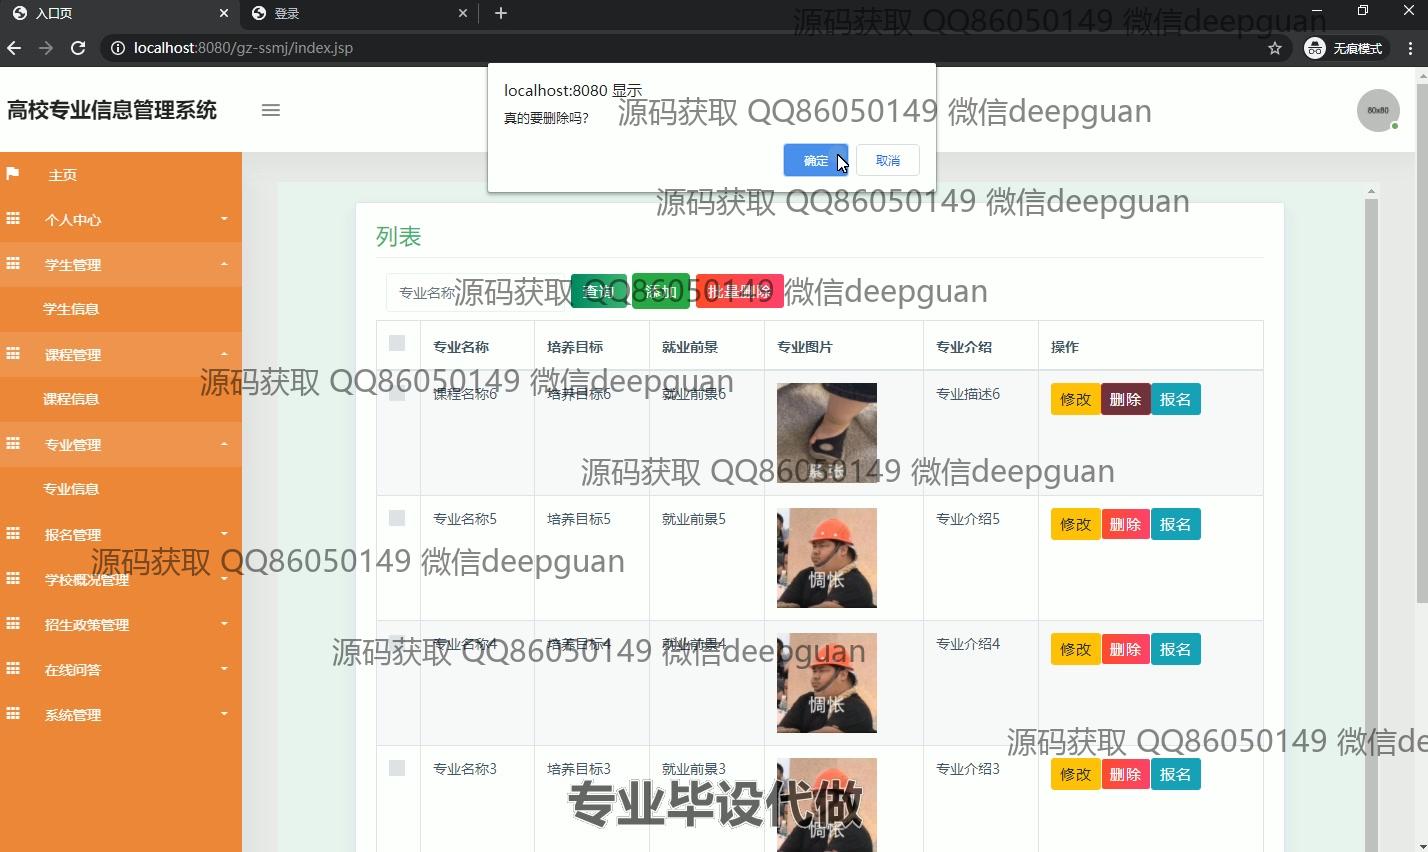 入口页
登录
源码获取 QQ86050149 微信deepguan
localhost:8080/gz-ssmj/index.jsp
无痕模式
高校专业信息管理系统
localhost:8080 显示
真的要删除吗?
确定
取消
源码获取 QQ86050149 微信deepguan
60x60
主页
个人中心
学生管理
学生信息
课程管理
课程信息
专业管理
专业信息
报名管理
学校概况管理
招生政策管理
在线问答
系统管理
源码获取 QQ86050149 微信deepguan
列表
专业名称
查询
添加
批量删除
源码获取 QQ86050149 微信deepguan
专业名称 培养目标 就业前景 专业图片 专业介绍 操作
源码获取 QQ86050149 微信deepguan
课程名称6 培养目标6 就业前景6 专业描述6 修改 删除 报名
紧张
源码获取 QQ86050149 微信deepguan
专业名称5 培养目标5 就业前景5 专业介绍5 修改 删除 报名
惆怅
源码获取 QQ86050149 微信deepguan
专业名称4 培养目标4 就业前景4 专业介绍4 修改 删除 报名
源码获取 QQ86050149 微信deepguan
惆怅
源码获取 QQ86050149 微信de
专业名称3 培养目标3 就业前景3 专业介绍3 修改 删除 报名
专业毕设代做
惆怅